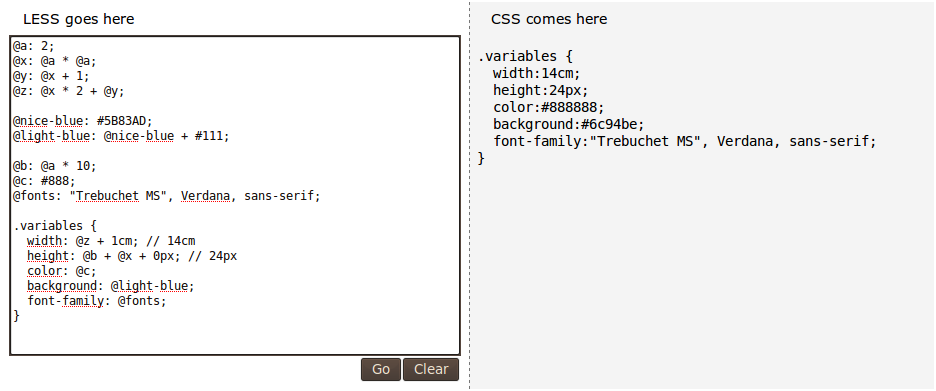 LESS goes here
@a: 2;
@x: @a * @a;
@y: @x + 1;
@z: @x * 2 + @y;
@nice-blue: #5B83AD;
@light-blue: @nice-blue + #111;
@b: @a * 10;
@c: #888;
@fonts: "Trebuchet MS", Verdana, sans-serif;
.variables {
  width: @z + 1cm; // 14cm
  height: @b + @x + 0px; // 24px
  color: @c;
  background: @light-blue;
  font-family: @fonts;
}
Go Clear
CSS comes here
.variables {
  width:14cm;
  height:24px;
  color:#888888;
  background:#6c94be;
  font-family:"Trebuchet MS", Verdana, sans-serif;
}